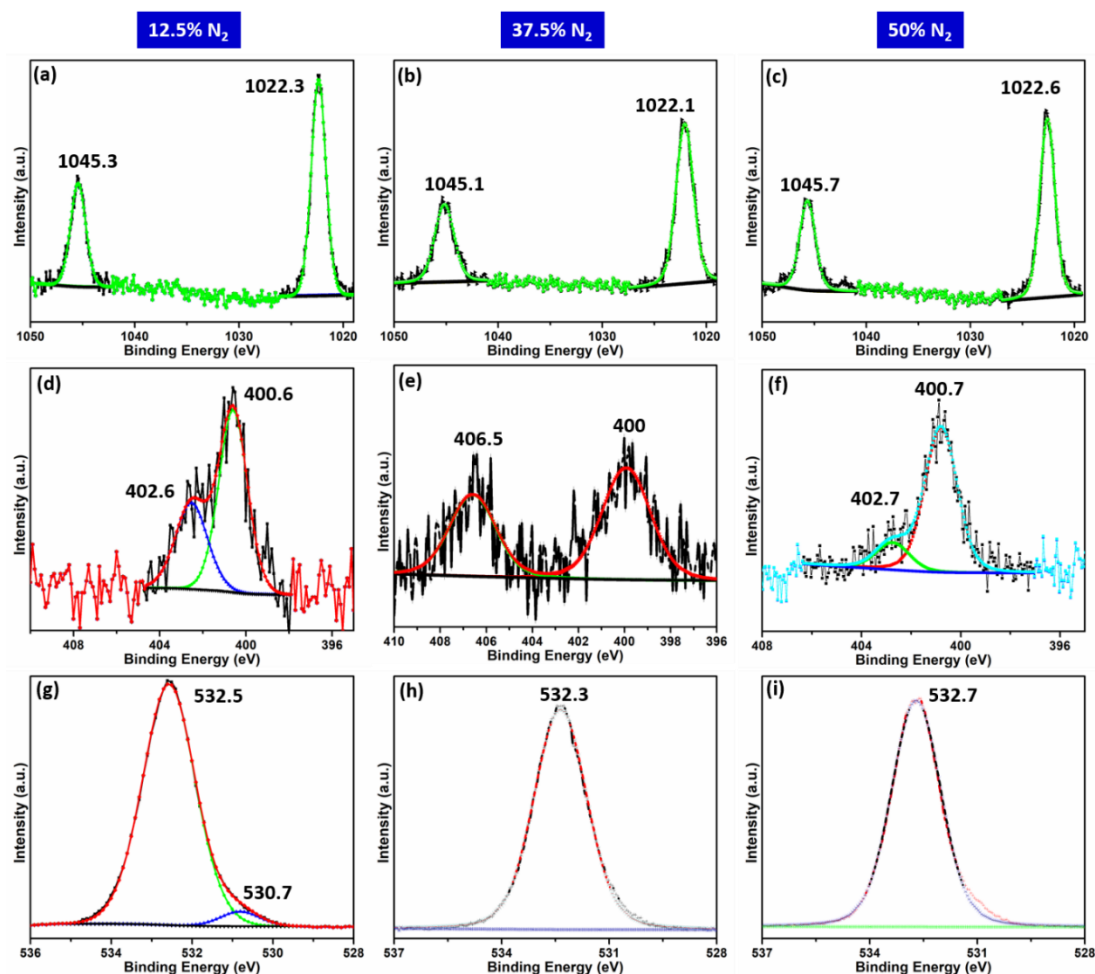 12.5% N2
37.5% N2
50% N2
(a)
1022.3
1045.3
Intensity (a.u.)
1050 1040 1030 1020
Binding Energy (eV)
(b)
1022.1
1045.1
Intensity (a.u.)
1050 1040 1030 1020
Binding Energy (eV)
(c)
1022.6
1045.7
Intensity (a.u.)
1050 1040 1030 1020
Binding Energy (eV)
(d)
400.6
402.6
Intensity (a.u.)
408 404 400 396
Binding Energy (eV)
(e)
406.5
400
Intensity (a.u.)
410 408 406 404 402 400 398 396
Binding Energy (eV)
(f)
400.7
402.7
Intensity (a.u.)
408 404 400
Binding Energy (eV)
(g)
532.5
530.7
Intensity (a.u.)
536 534 532 530 528
Binding Energy (eV)
(h)
532.3
Intensity (a.u.)
537 534 531 528
Binding Energy (eV)
(i)
532.7
Intensity (a.u.)
537 534 531 528
Binding Energy (eV)